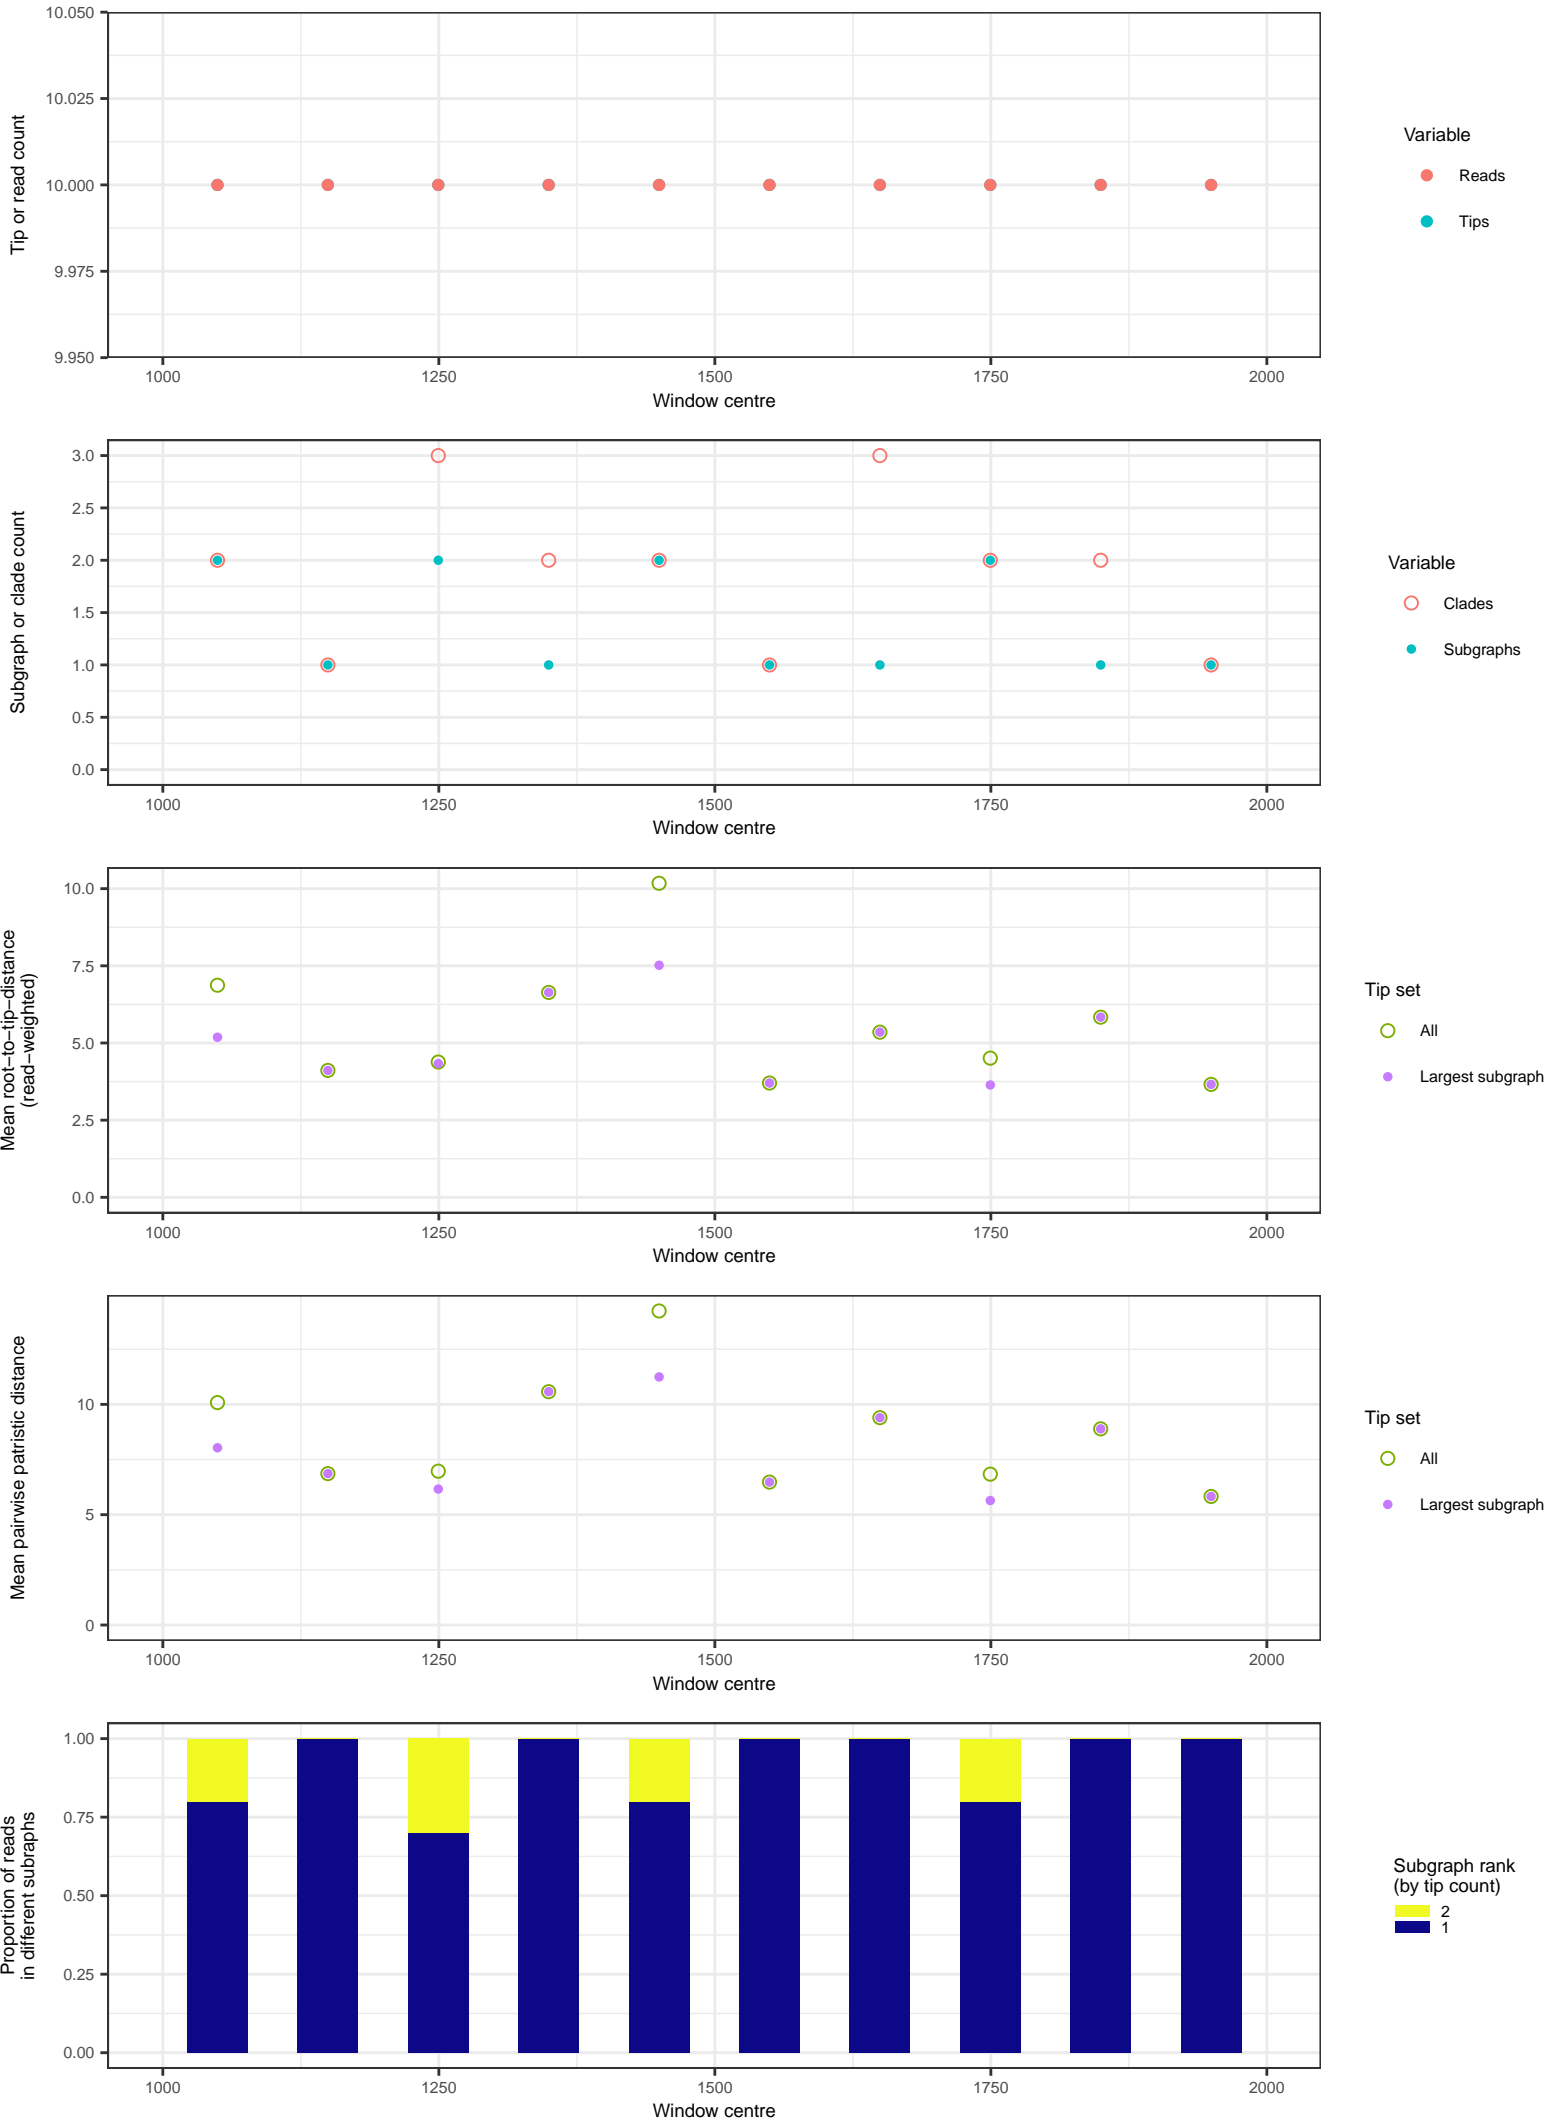 10.050
10.025
10.000
9.975
9.950
Tip or read count
1000 1250 1500 1750 2000
Window centre
Variable
Reads
Tips
3.0
2.5
2.0
1.5
1.0
0.5
0.0
Subgraph or clade count
1000 1250 1500 1750 2000
Window centre
Variable
Clades
Subgraphs
10.0
7.5
5.0
2.5
0.0
Mean root−to−tip−distance
(read−weighted)
1000 1250 1500 1750 2000
Window centre
Tip set
All
Largest subgraph
10
5
0
Mean pairwise patristic distance
1000 1250 1500 1750 2000
Window centre
Tip set
All
Largest subgraph
1.00
0.75
0.50
0.25
0.00
Proportion of reads
in different subraphs
1000 1250 1500 1750 2000
Window centre
Subgraph rank
(by tip count)
2
1